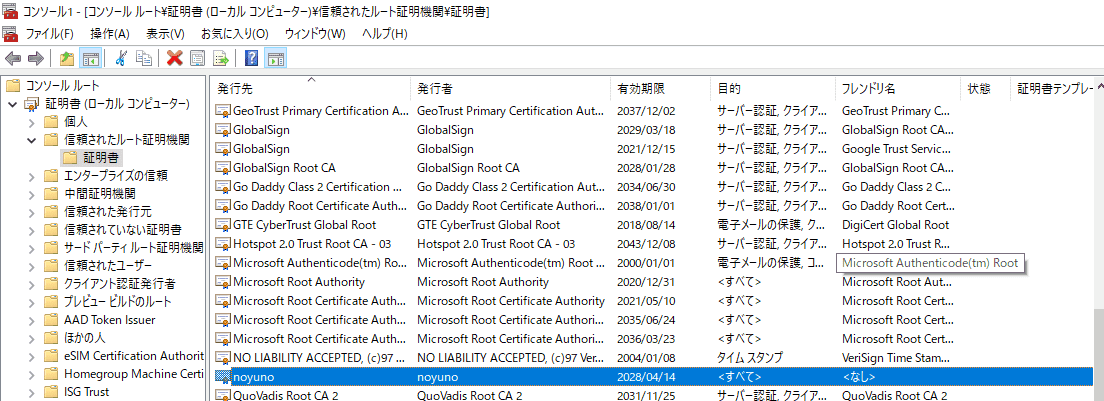 コンソール1 - [コンソール ルート¥証明書 (ローカル コンピューター)¥信頼されたルート証明機関¥証明書]
ファイル(F) 操作(A) 表示(V) お気に入り(O) ウィンドウ(W) ヘルプ(H)
コンソール ルート
証明書 (ローカル コンピューター)
個人
信頼されたルート証明機関
証明書
エンタープライズの信頼
中間証明機関
信頼された発行元
信頼されていない証明書
サード パーティ ルート証明機関
信頼されたユーザー
クライアント認証発行者
プレビュー ビルドのルート
AAD Token Issuer
ほかの人
eSIM Certification Authorit
Homegroup Machine Certi
ISG Trust
発行先 発行者 有効期限 目的 フレンドリ名 状態 証明書テンプレー
GeoTrust Primary Certification A... GeoTrust Primary Certification Aut... 2037/12/02 サーバー認証, クライア... GeoTrust Primary C...
GlobalSign GlobalSign 2029/03/18 サーバー認証, クライア... GlobalSign Root CA...
GlobalSign GlobalSign 2021/12/15 サーバー認証, クライア... Google Trust Servic...
GlobalSign Root CA GlobalSign Root CA 2028/01/28 サーバー認証, クライア... GlobalSign Root CA...
Go Daddy Class 2 Certification ... Go Daddy Class 2 Certification Aut... 2034/06/30 サーバー認証, クライア... Go Daddy Class 2 C...
Go Daddy Root Certificate Auth... Go Daddy Root Certificate Authori... 2038/01/01 サーバー認証, クライア... Go Daddy Root Cert...
GTE CyberTrust Global Root GTE CyberTrust Global Root 2018/08/14 電子メールの保護, ク... DigiCert Global Root
Hotspot 2.0 Trust Root CA - 03 Hotspot 2.0 Trust Root CA - 03 2043/12/08 サーバー認証, クライア... Hotspot 2.0 Trust R...
Microsoft Authenticode(tm) Ro... Microsoft Authenticode(tm) Root... 2000/01/01 電子メールの保護, コ... Microsoft Authenticode(tm) Root
Microsoft Root Authority Microsoft Root Authority 2020/12/31 <すべて> Microsoft Root Aut...
Microsoft Root Certificate Auth... Microsoft Root Certificate Authority 2021/05/10 <すべて> Microsoft Root Cert...
Microsoft Root Certificate Auth... Microsoft Root Certificate Authori... 2035/06/24 <すべて> Microsoft Root Cert...
Microsoft Root Certificate Auth... Microsoft Root Certificate Authori... 2036/03/23 <すべて> Microsoft Root Cert...
NO LIABILITY ACCEPTED, (c)97 ... NO LIABILITY ACCEPTED, (c)97 Ver... 2004/01/08 タイム スタンプ VeriSign Time Stam...
noyuno noyuno 2028/04/14 <すべて> <なし>
QuoVadis Root CA 2 QuoVadis Root CA 2 2031/11/25 サーバー認証, クライア... QuoVadis Root CA 2